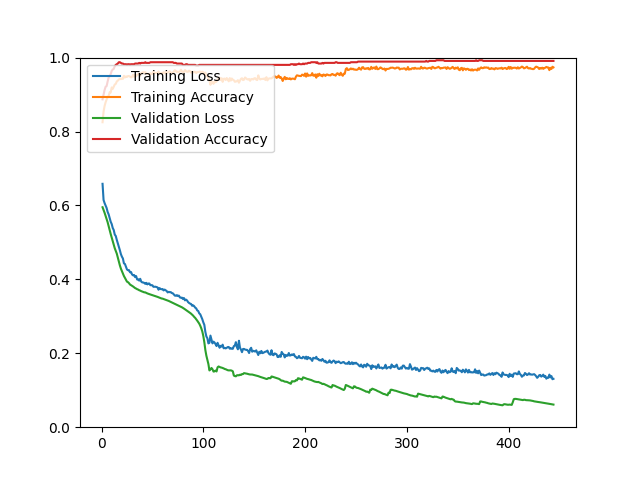 1.0
0.8
0.6
0.4
0.2
0.0
Training Loss
Training Accuracy
Validation Loss
Validation Accuracy
0 100 200 300 400